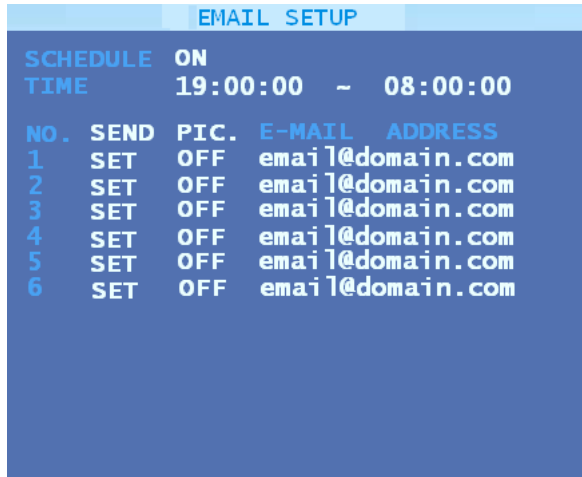 EMAIL SETUP
SCHEDULE ON
TIME 19:00:00 ~ 08:00:00
NO. SEND PIC. E-MAIL ADDRESS
1 SET OFF email@domain.com
2 SET OFF email@domain.com
3 SET OFF email@domain.com
4 SET OFF email@domain.com
5 SET OFF email@domain.com
6 SET OFF email@domain.com